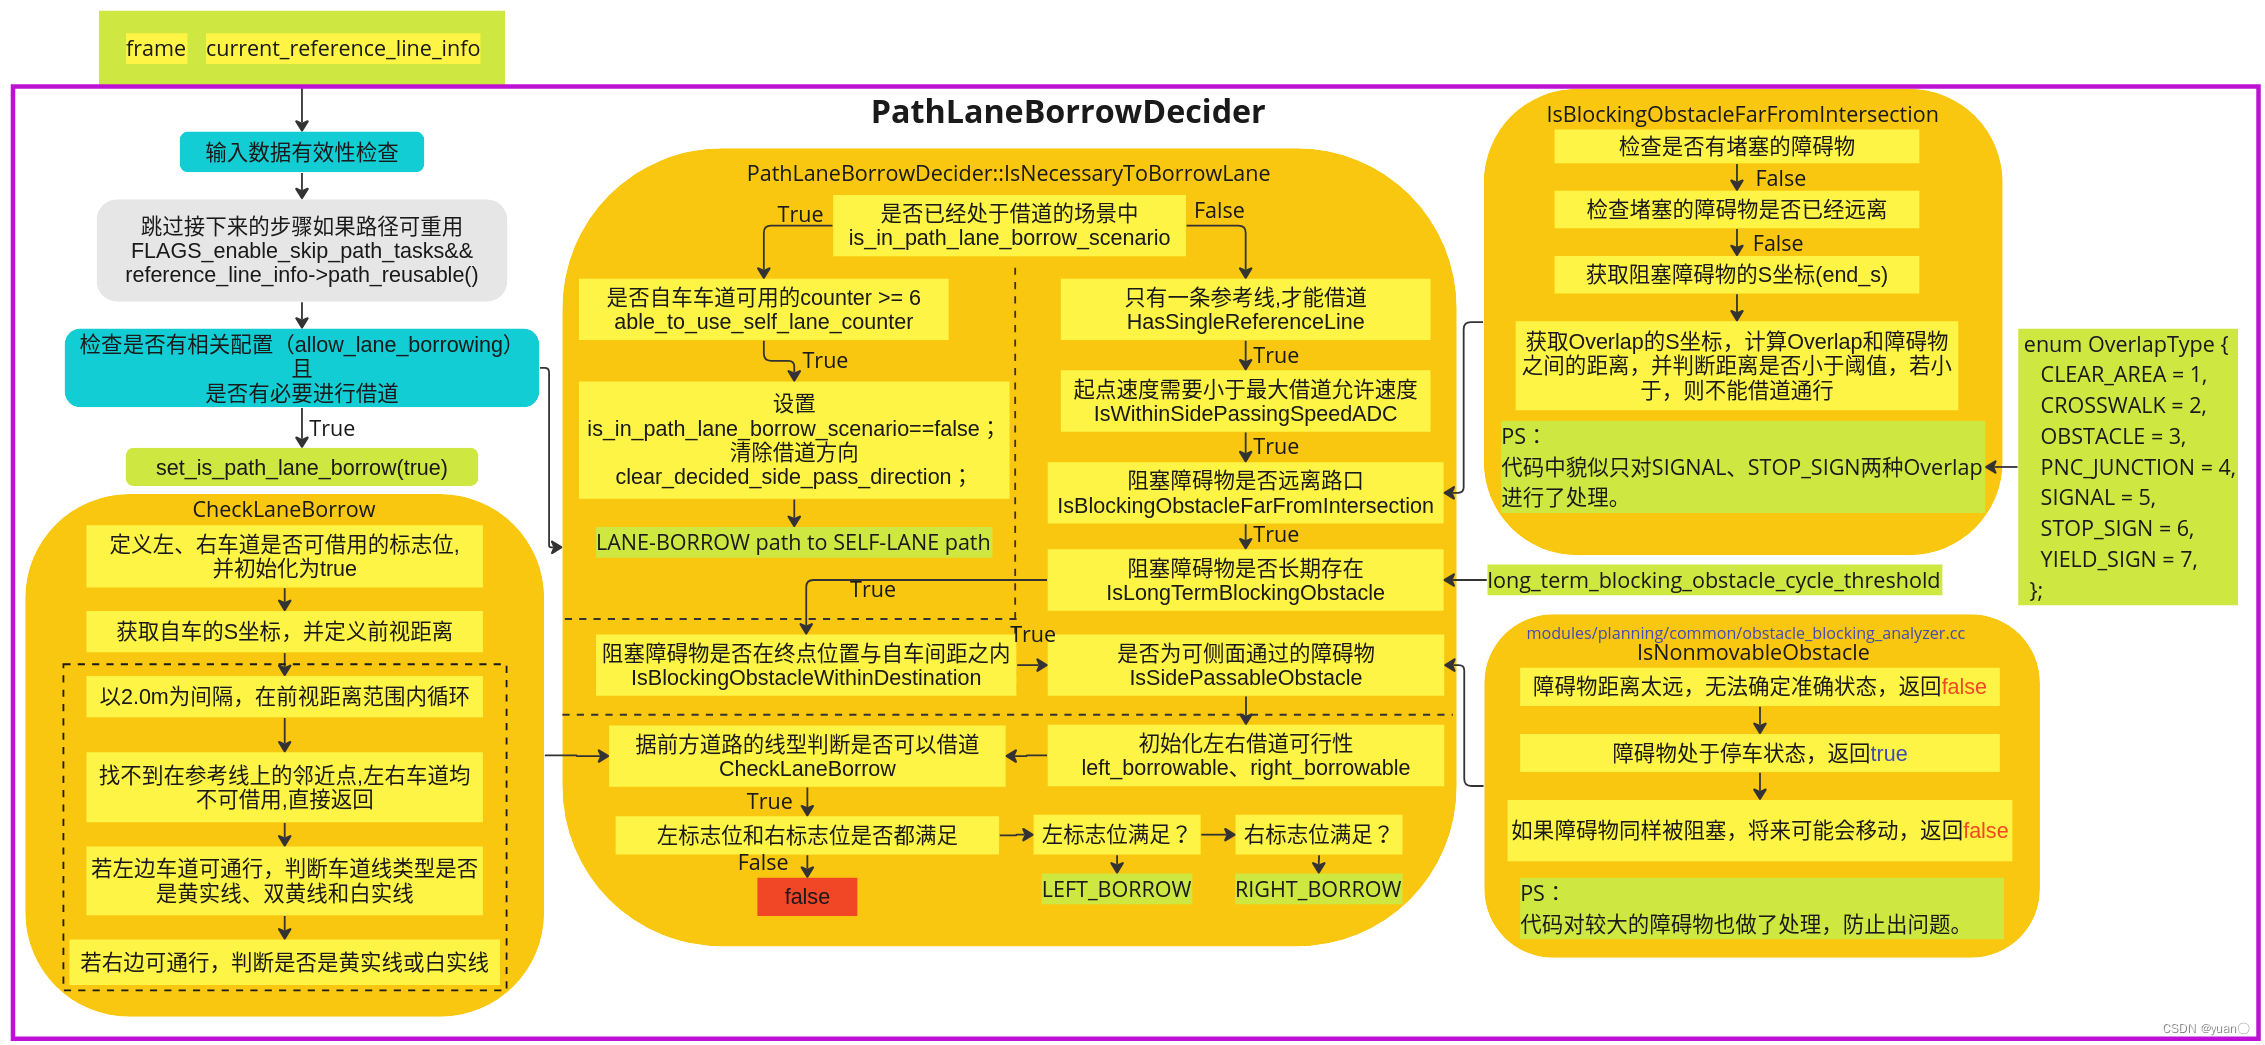 frame current_reference_line_info
PathLaneBorrowDecider
输入数据有效性检查
跳过接下来的步骤如果路径可重用
FLAGS_enable_skip_path_tasks&&
reference_line_info->path_reusable()
检查是否有相关配置（allow_lane_borrowing）
且
是否有必要进行借道
True
set_is_path_lane_borrow(true)
CheckLaneBorrow
定义左、右车道是否可借用的标志位,
并初始化为true
获取自车的S坐标，并定义前视距离
以2.0m为间隔，在前视距离范围内循环
找不到在参考线上的邻近点,左右车道均
不可借用,直接返回
若左边车道可通行，判断车道线类型是否
是黄实线、双黄线和白实线
若右边可通行，判断是否是黄实线或白实线
PathLaneBorrowDecider::IsNecessaryToBorrowLane
True
是否已经处于借道的场景中
is_in_path_lane_borrow_scenario
False
是否自车车道可用的counter >= 6
able_to_use_self_lane_counter
True
设置
is_in_path_lane_borrow_scenario==false；
清除借道方向
clear_decided_side_pass_direction；
LANE-BORROW path to SELF-LANE path
只有一条参考线,才能借道
HasSingleReferenceLine
True
起点速度需要小于最大借道允许速度
IsWithinSidePassingSpeedADC
True
阻塞障碍物是否远离路口
IsBlockingObstacleFarFromIntersection
True
阻塞障碍物是否长期存在
IsLongTermBlockingObstacle
True
阻塞障碍物是否在终点位置与自车间距之内
IsBlockingObstacleWithinDestination
True
是否为可侧面通过的障碍物
IsSidePassableObstacle
初始化左右借道可行性
left_borrowable、right_borrowable
据前方道路的线型判断是否可以借道
CheckLaneBorrow
True
左标志位和右标志位是否都满足
左标志位满足？
右标志位满足？
False
false
LEFT_BORROW
RIGHT_BORROW
IsBlockingObstacleFarFromIntersection
检查是否有堵塞的障碍物
False
检查堵塞的障碍物是否已经远离
False
获取阻塞障碍物的S坐标(end_s)
获取Overlap的S坐标，计算Overlap和障碍物
之间的距离，并判断距离是否小于阈值，若小
于，则不能借道通行
PS：
代码中貌似只对SIGNAL、STOP_SIGN两种Overlap
进行了处理。
enum OverlapType {
CLEAR_AREA = 1,
CROSSWALK = 2,
OBSTACLE = 3,
PNC_JUNCTION = 4,
SIGNAL = 5,
STOP_SIGN = 6,
YIELD_SIGN = 7,
};
long_term_blocking_obstacle_cycle_threshold
modules/planning/common/obstacle_blocking_analyzer.cc
IsNonmovableObstacle
障碍物距离太远，无法确定准确状态，返回false
障碍物处于停车状态，返回true
如果障碍物同样被阻塞，将来可能会移动，返回false
PS：
代码对较大的障碍物也做了处理，防止出问题。
CSDN @yuan〇